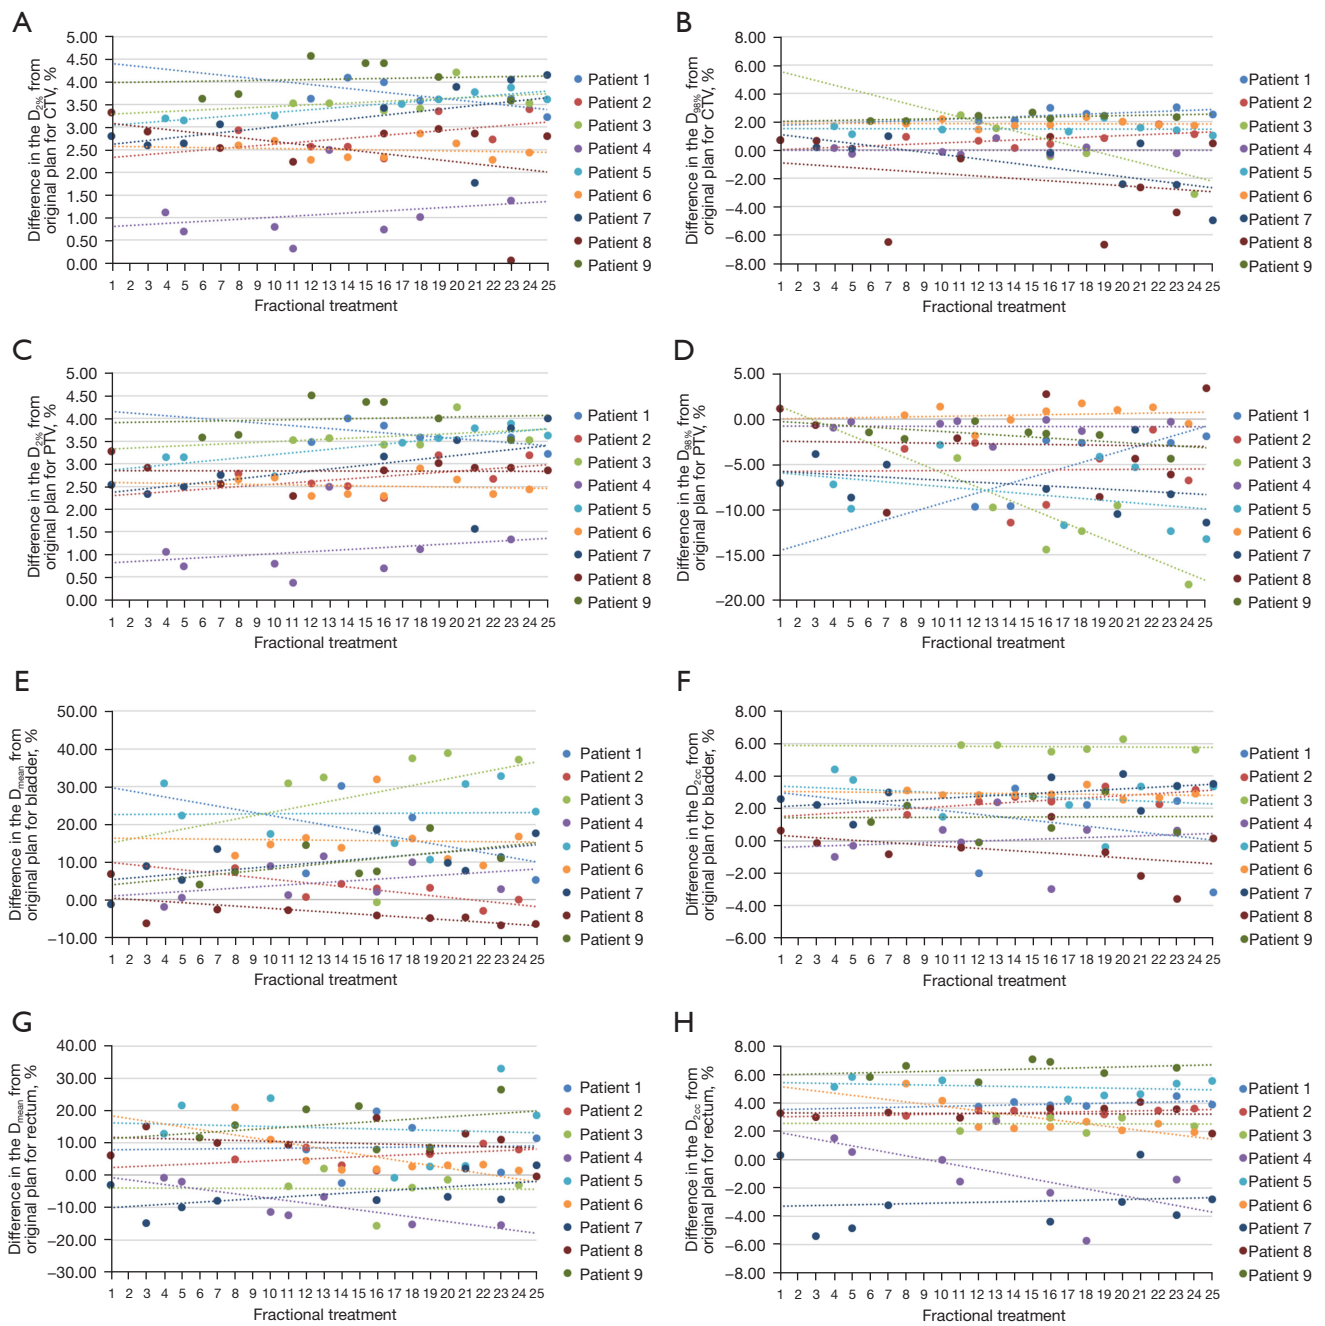 A
Difference in the D2% from
original plan for CTV, %
5.00
4.50
4.00
3.50
3.00
2.50
2.00
1.50
1.00
0.50
0.00
1 2 3 4 5 6 7 8 9 10 11 12 13 14 15 16 17 18 19 20 21 22 23 24 25
Fractional treatment
Patient 1
Patient 2
Patient 3
Patient 4
Patient 5
Patient 6
Patient 7
Patient 8
Patient 9
B
Difference in the D98% from
original plan for CTV, %
8.00
6.00
4.00
2.00
0.00
−2.00
−4.00
−6.00
−8.00
1 2 3 4 5 6 7 8 9 10 11 12 13 14 15 16 17 18 19 20 21 22 23 24 25
Fractional treatment
Patient 1
Patient 2
Patient 3
Patient 4
Patient 5
Patient 6
Patient 7
Patient 8
Patient 9
C
Difference in the D2% from
original plan for PTV, %
5.00
4.50
4.00
3.50
3.00
2.50
2.00
1.50
1.00
0.50
0.00
1 2 3 4 5 6 7 8 9 10 11 12 13 14 15 16 17 18 19 20 21 22 23 24 25
Fractional treatment
Patient 1
Patient 2
Patient 3
Patient 4
Patient 5
Patient 6
Patient 7
Patient 8
Patient 9
D
Difference in the D98% from
original plan for PTV, %
5.00
0.00
−5.00
−10.00
−15.00
−20.00
1 2 3 4 5 6 7 8 9 10 11 12 13 14 15 16 17 18 19 20 21 22 23 24 25
Fractional treatment
Patient 1
Patient 2
Patient 3
Patient 4
Patient 5
Patient 6
Patient 7
Patient 8
Patient 9
E
Difference in the Dmean from
original plan for bladder, %
50.00
40.00
30.00
20.00
10.00
0.00
−10.00
1 2 3 4 5 6 7 8 9 10 11 12 13 14 15 16 17 18 19 20 21 22 23 24 25
Fractional treatment
Patient 1
Patient 2
Patient 3
Patient 4
Patient 5
Patient 6
Patient 7
Patient 8
Patient 9
F
Difference in the D2cc from
original plan for bladder, %
8.00
6.00
4.00
2.00
0.00
−2.00
−4.00
−6.00
1 2 3 4 5 6 7 8 9 10 11 12 13 14 15 16 17 18 19 20 21 22 23 24 25
Fractional treatment
Patient 1
Patient 2
Patient 3
Patient 4
Patient 5
Patient 6
Patient 7
Patient 8
Patient 9
G
Difference in the Dmean from
original plan for rectum, %
40.00
30.00
20.00
10.00
0.00
−10.00
−20.00
−30.00
1 2 3 4 5 6 7 8 9 10 11 12 13 14 15 16 17 18 19 20 21 22 23 24 25
Fractional treatment
Patient 1
Patient 2
Patient 3
Patient 4
Patient 5
Patient 6
Patient 7
Patient 8
Patient 9
H
Difference in the D2cc from
original plan for rectum, %
8.00
6.00
4.00
2.00
0.00
−2.00
−4.00
−6.00
−8.00
1 2 3 4 5 6 7 8 9 10 11 12 13 14 15 16 17 18 19 20 21 22 23 24 25
Fractional treatment
Patient 1
Patient 2
Patient 3
Patient 4
Patient 5
Patient 6
Patient 7
Patient 8
Patient 9